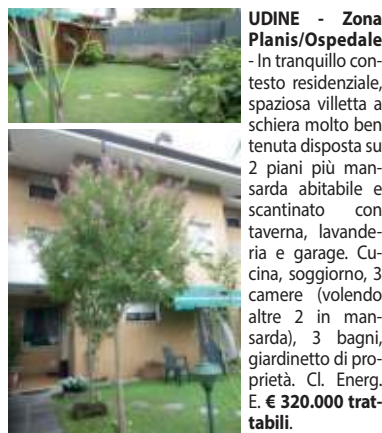 UDINE - Zona
Planis/Ospedale
- In tranquillo con-
testo residenziale,
spaziosa villetta a
schiera molto ben
tenuta disposta su
2 piani più man-
sarda abitabile e
scantinato con
taverna, lavande-
ria e garage. Cu-
cina, soggiorno, 3
camere (volendo
altre 2 in man-
sarda), 3 bagni,
giardinetto di pro-
prietà. Cl. Energ.
E. € 320.000 trat-
tabili.